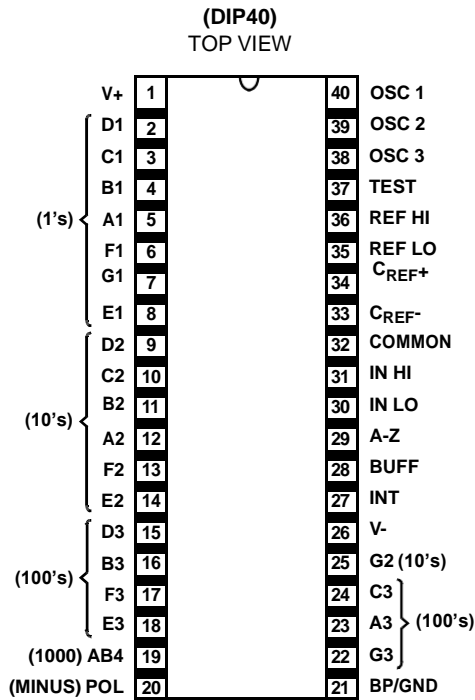 (DIP40)
TOP VIEW
V+ 1 40 OSC 1
D1 2 39 OSC 2
C1 3 38 OSC 3
B1 4 37 TEST
(1's) A1 5 36 REF HI
F1 6 35 REF LO
G1 7 34 CREF+
E1 8 33 CREF-
D2 9 32 COMMON
C2 10 31 IN HI
B2 11 30 IN LO
(10's) A2 12 29 A-Z
F2 13 28 BUFF
E2 14 27 INT
D3 15 26 V-
B3 16 25 G2 (10's)
(100's) F3 17 24 C3
E3 18 23 A3 (100's)
(1000) AB4 19 22 G3
(MINUS) POL 20 21 BP/GND